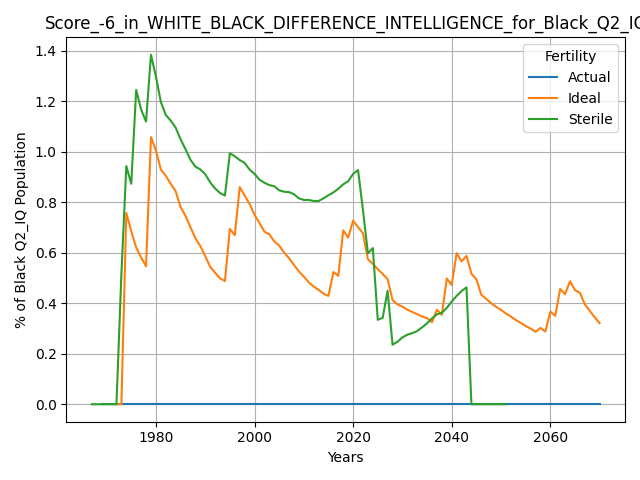 Score_-6_in_WHITE_BLACK_DIFFERENCE_INTELLIGENCE_for_Black_Q2_IQ
1.4
1.2
1.0
0.8
0.6
0.4
0.2
0.0
% of Black Q2_IQ Population
Fertility
Actual
Ideal
Sterile
1980
2000
2020
2040
2060
Years